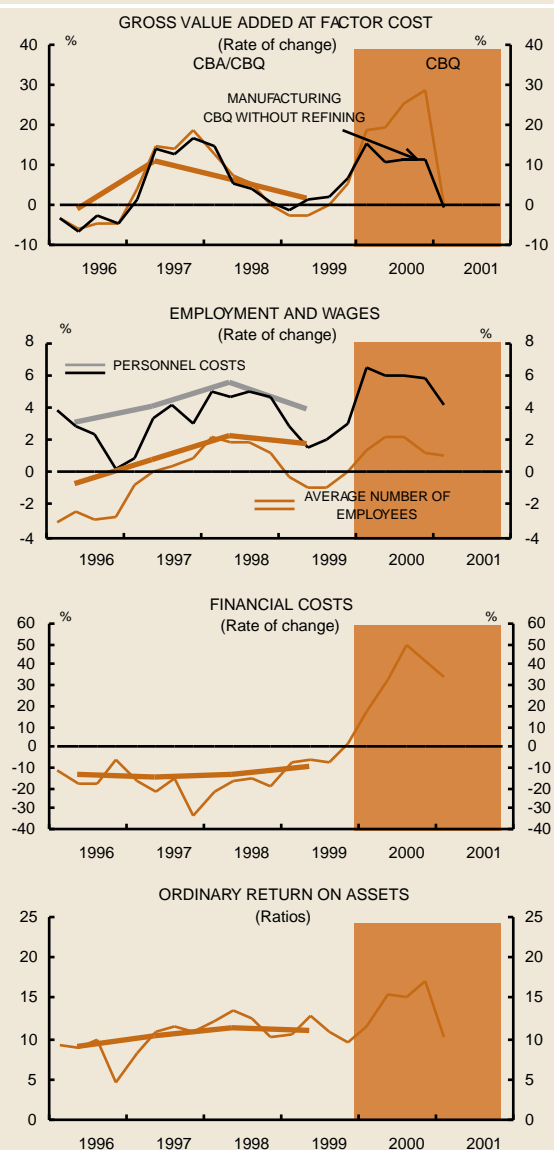 GROSS VALUE ADDED AT FACTOR COST
(Rate of change)
% %
CBA/CBQ CBQ
MANUFACTURING
CBQ WITHOUT REFINING
40 40
30 30
20 20
10 10
0 0
-10 -10
1996 1997 1998 1999 2000 2001
EMPLOYMENT AND WAGES
(Rate of change)
% %
PERSONNEL COSTS
8 8
6 6
4 4
2 2
0 0
-2 -2
-4 -4
AVERAGE NUMBER OF
EMPLOYEES
1996 1997 1998 1999 2000 2001
FINANCIAL COSTS
(Rate of change)
% %
60 60
50 50
40 40
30 30
20 20
10 10
0 0
-10 -10
-20 -20
-30 -30
-40 -40
1996 1997 1998 1999 2000 2001
ORDINARY RETURN ON ASSETS
(Ratios)
25 25
20 20
15 15
10 10
5 5
0 0
1996 1997 1998 1999 2000 2001